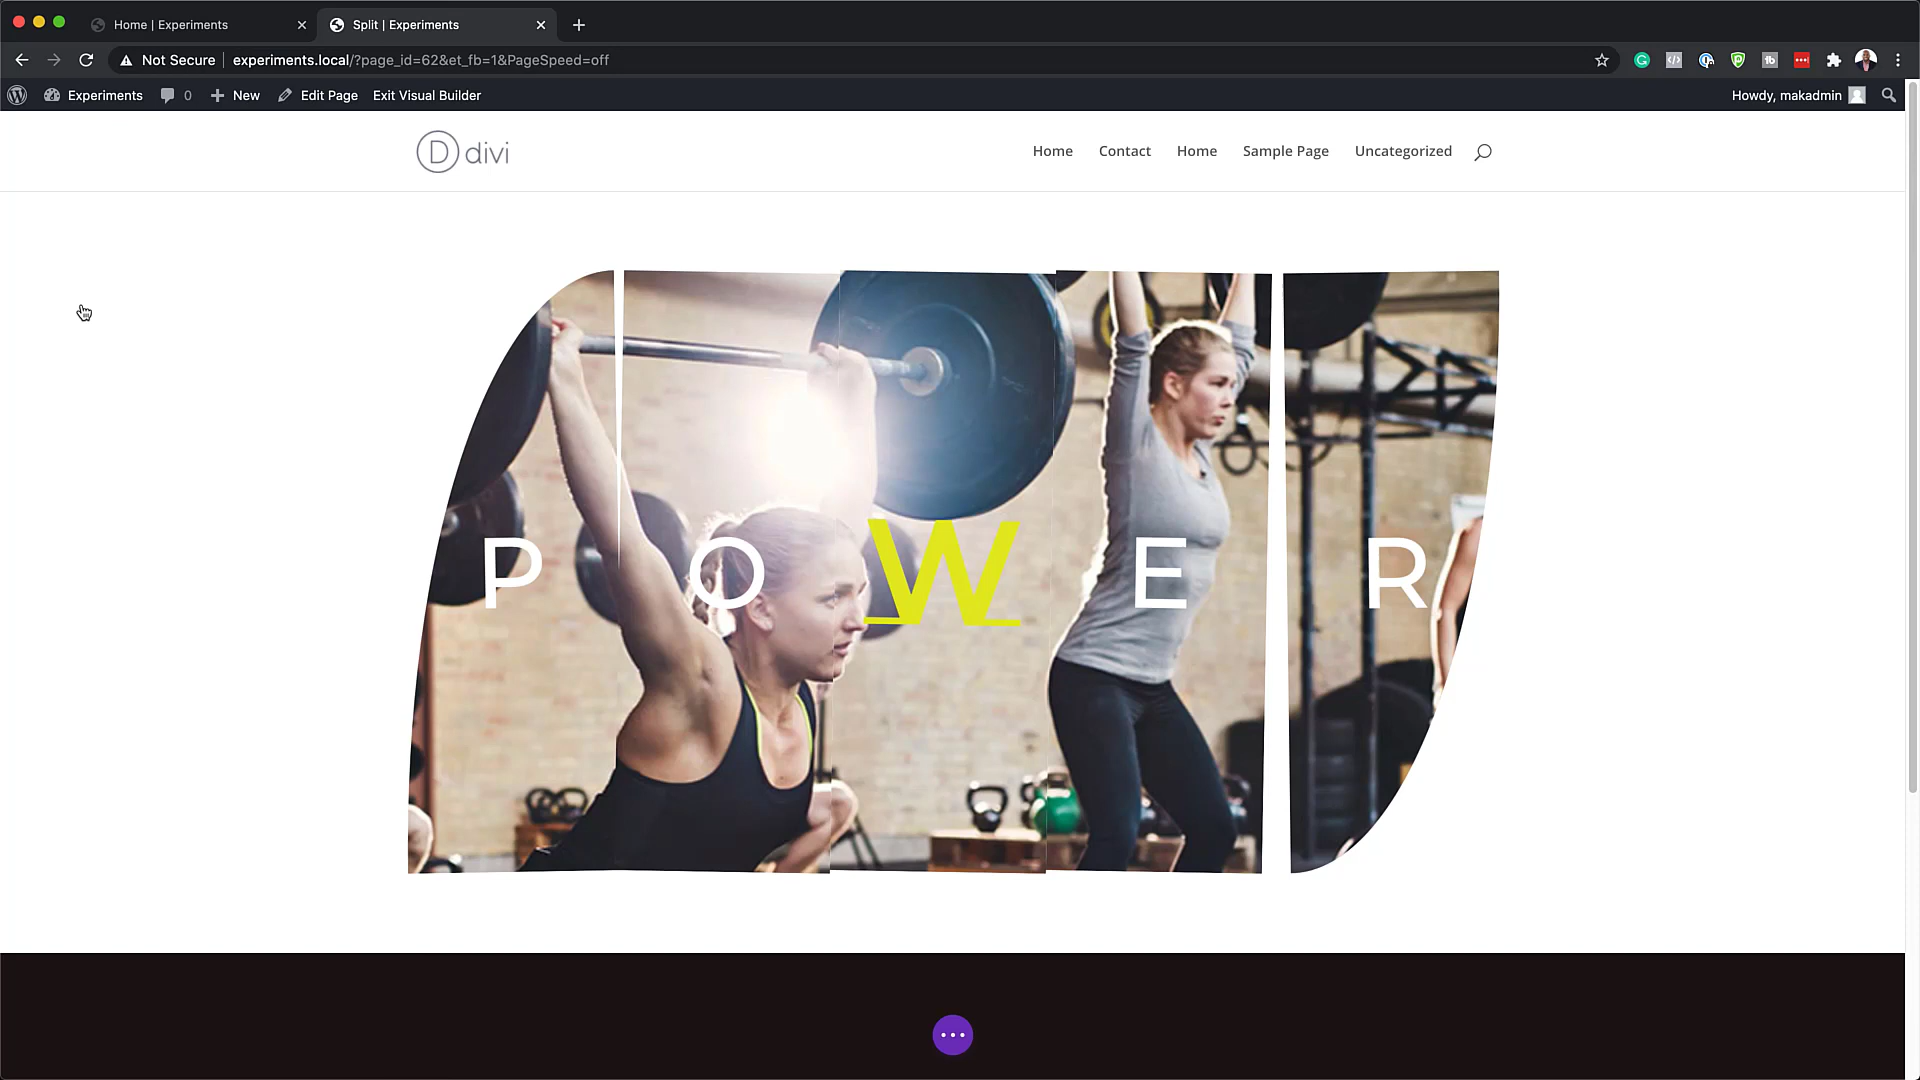 Home | Experiments
Split | Experiments
Not Secure
experiments.local/?page_id=62&et_fb=1&PageSpeed=off
Experiments
0
New
Edit Page
Exit Visual Builder
Howdy, makadmin
D divi
Home
Contact
Home
Sample Page
Uncategorized
P O W E R